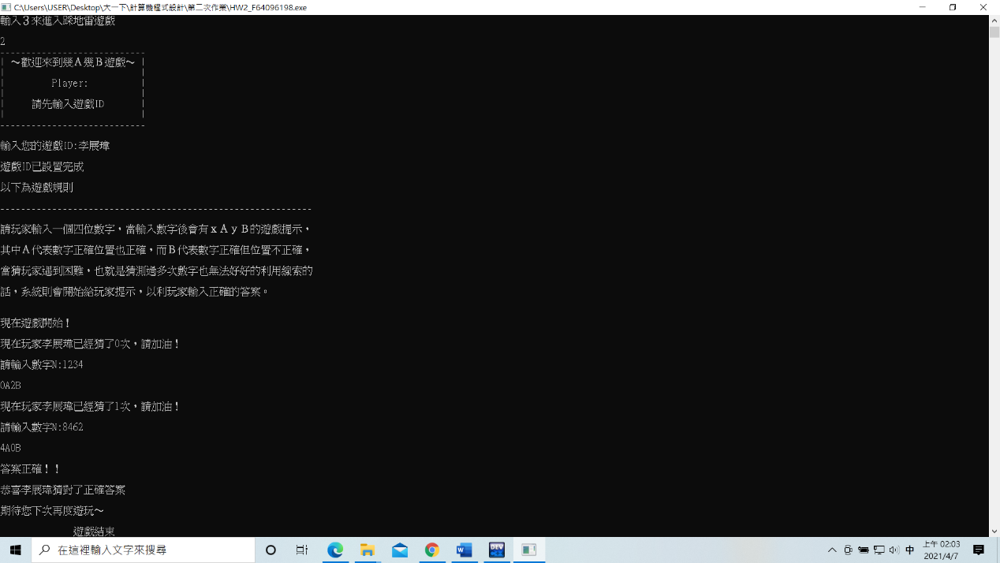 C:\Users\USER\Desktop\大一下\計算機程式設計\第二次作業\HW2_F64096198.exe
輸入３來進入踩地雷遊戲
2
----------------------------
| ～歡迎來到幾Ａ幾Ｂ遊戲～ |
| |
| Player: |
| |
| 請先輸入遊戲ID |
| |
----------------------------
輸入您的遊戲ID:李展瑋
遊戲ID已設置完成
以下為遊戲規則
------------------------------------------------------------
請玩家輸入一個四位數字，當輸入數字後會有ｘＡｙＢ的遊戲提示，
其中Ａ代表數字正確位置也正確，而Ｂ代表數字正確但位置不正確，
當猜玩家遇到困難，也就是猜測過多次數字也無法好好的利用線索的
話，系統則會開始給玩家提示，以利玩家輸入正確的答案。
現在遊戲開始！
現在玩家李展瑋已經猜了0次，請加油！
請輸入數字N:1234
0A2B
現在玩家李展瑋已經猜了1次，請加油！
請輸入數字N:8462
4A0B
答案正確！！
恭喜李展瑋猜對了正確答案
期待您下次再度遊玩～
遊戲結束
在這裡輸入文字來搜尋
DEV
中
上午 02:03
2021/4/7